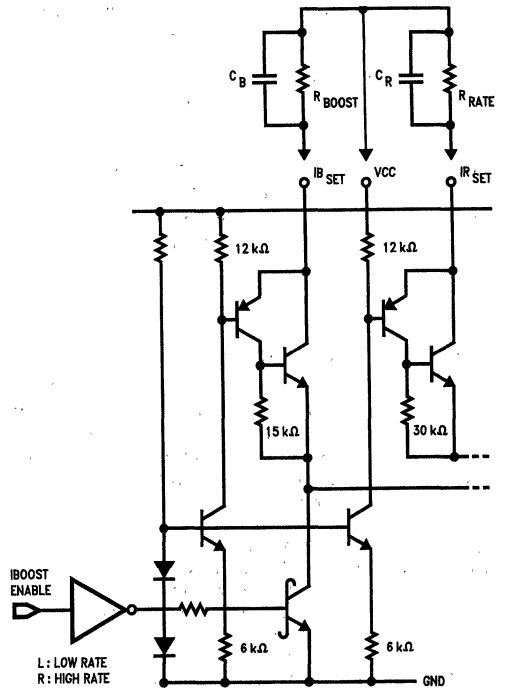 C B
R BOOST
C R
R RATE
IB SET
VCC
IR SET
12 kΩ
12 kΩ
15 kΩ
30 kΩ
IBOOST
ENABLE
6 kΩ
6 kΩ
L : LOW RATE
R : HIGH RATE
GND